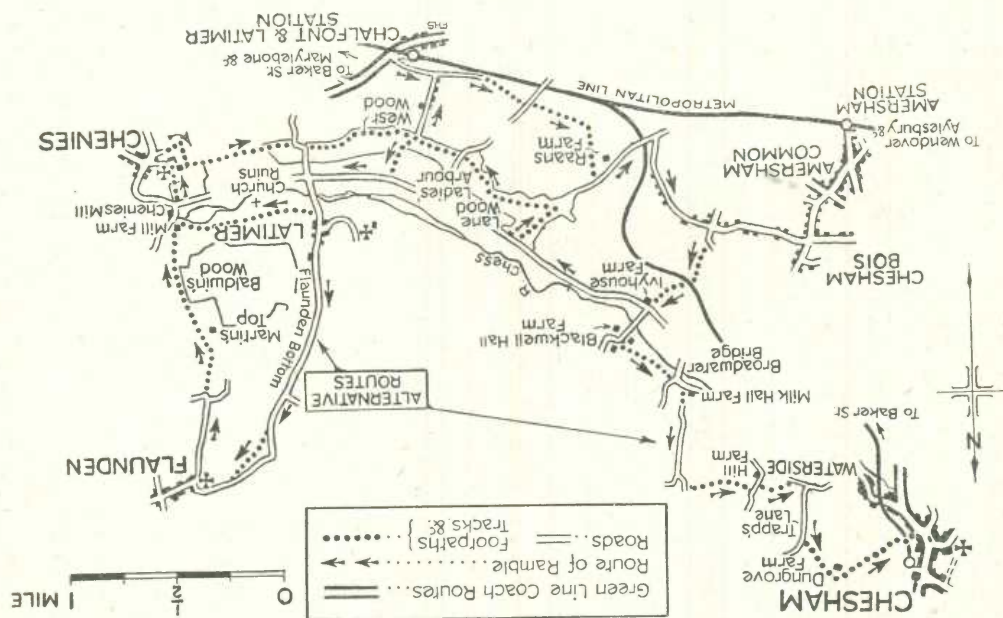 CHESHAM
Green Line Coach Routes....
Route of Ramble ........
Roads ....
Footpaths
Tracks, &c.
0 ½ 1 MILE
Dungrove
Farm
Trapp's
Lane
WATERSIDE
Hill
Farm
To Baker St.
N
FLAUNDEN
ALTERNATIVE
ROUTES
Milk Hall Farm
Broadwater
Bridge
Blackwell Hall
Farm
Ivyhouse
Farm
R. Chess
Flaunden Bottom
Martins
Top
Baldwins
Wood
CHESHAM
BOIS
Lane
Wood
Ladies
Arbour
LATIMER
Mill Farm
Chenies Mill
Church
Ruins
CHENIES
AMERSHAM
COMMON
To Wendover
Aylesbury &c
AMERSHAM
STATION
Raans
Farm
West
Wood
METROPOLITAN LINE
To Baker St.
Marylebone &c
CHALFONT & LATIMER
STATION
FHS